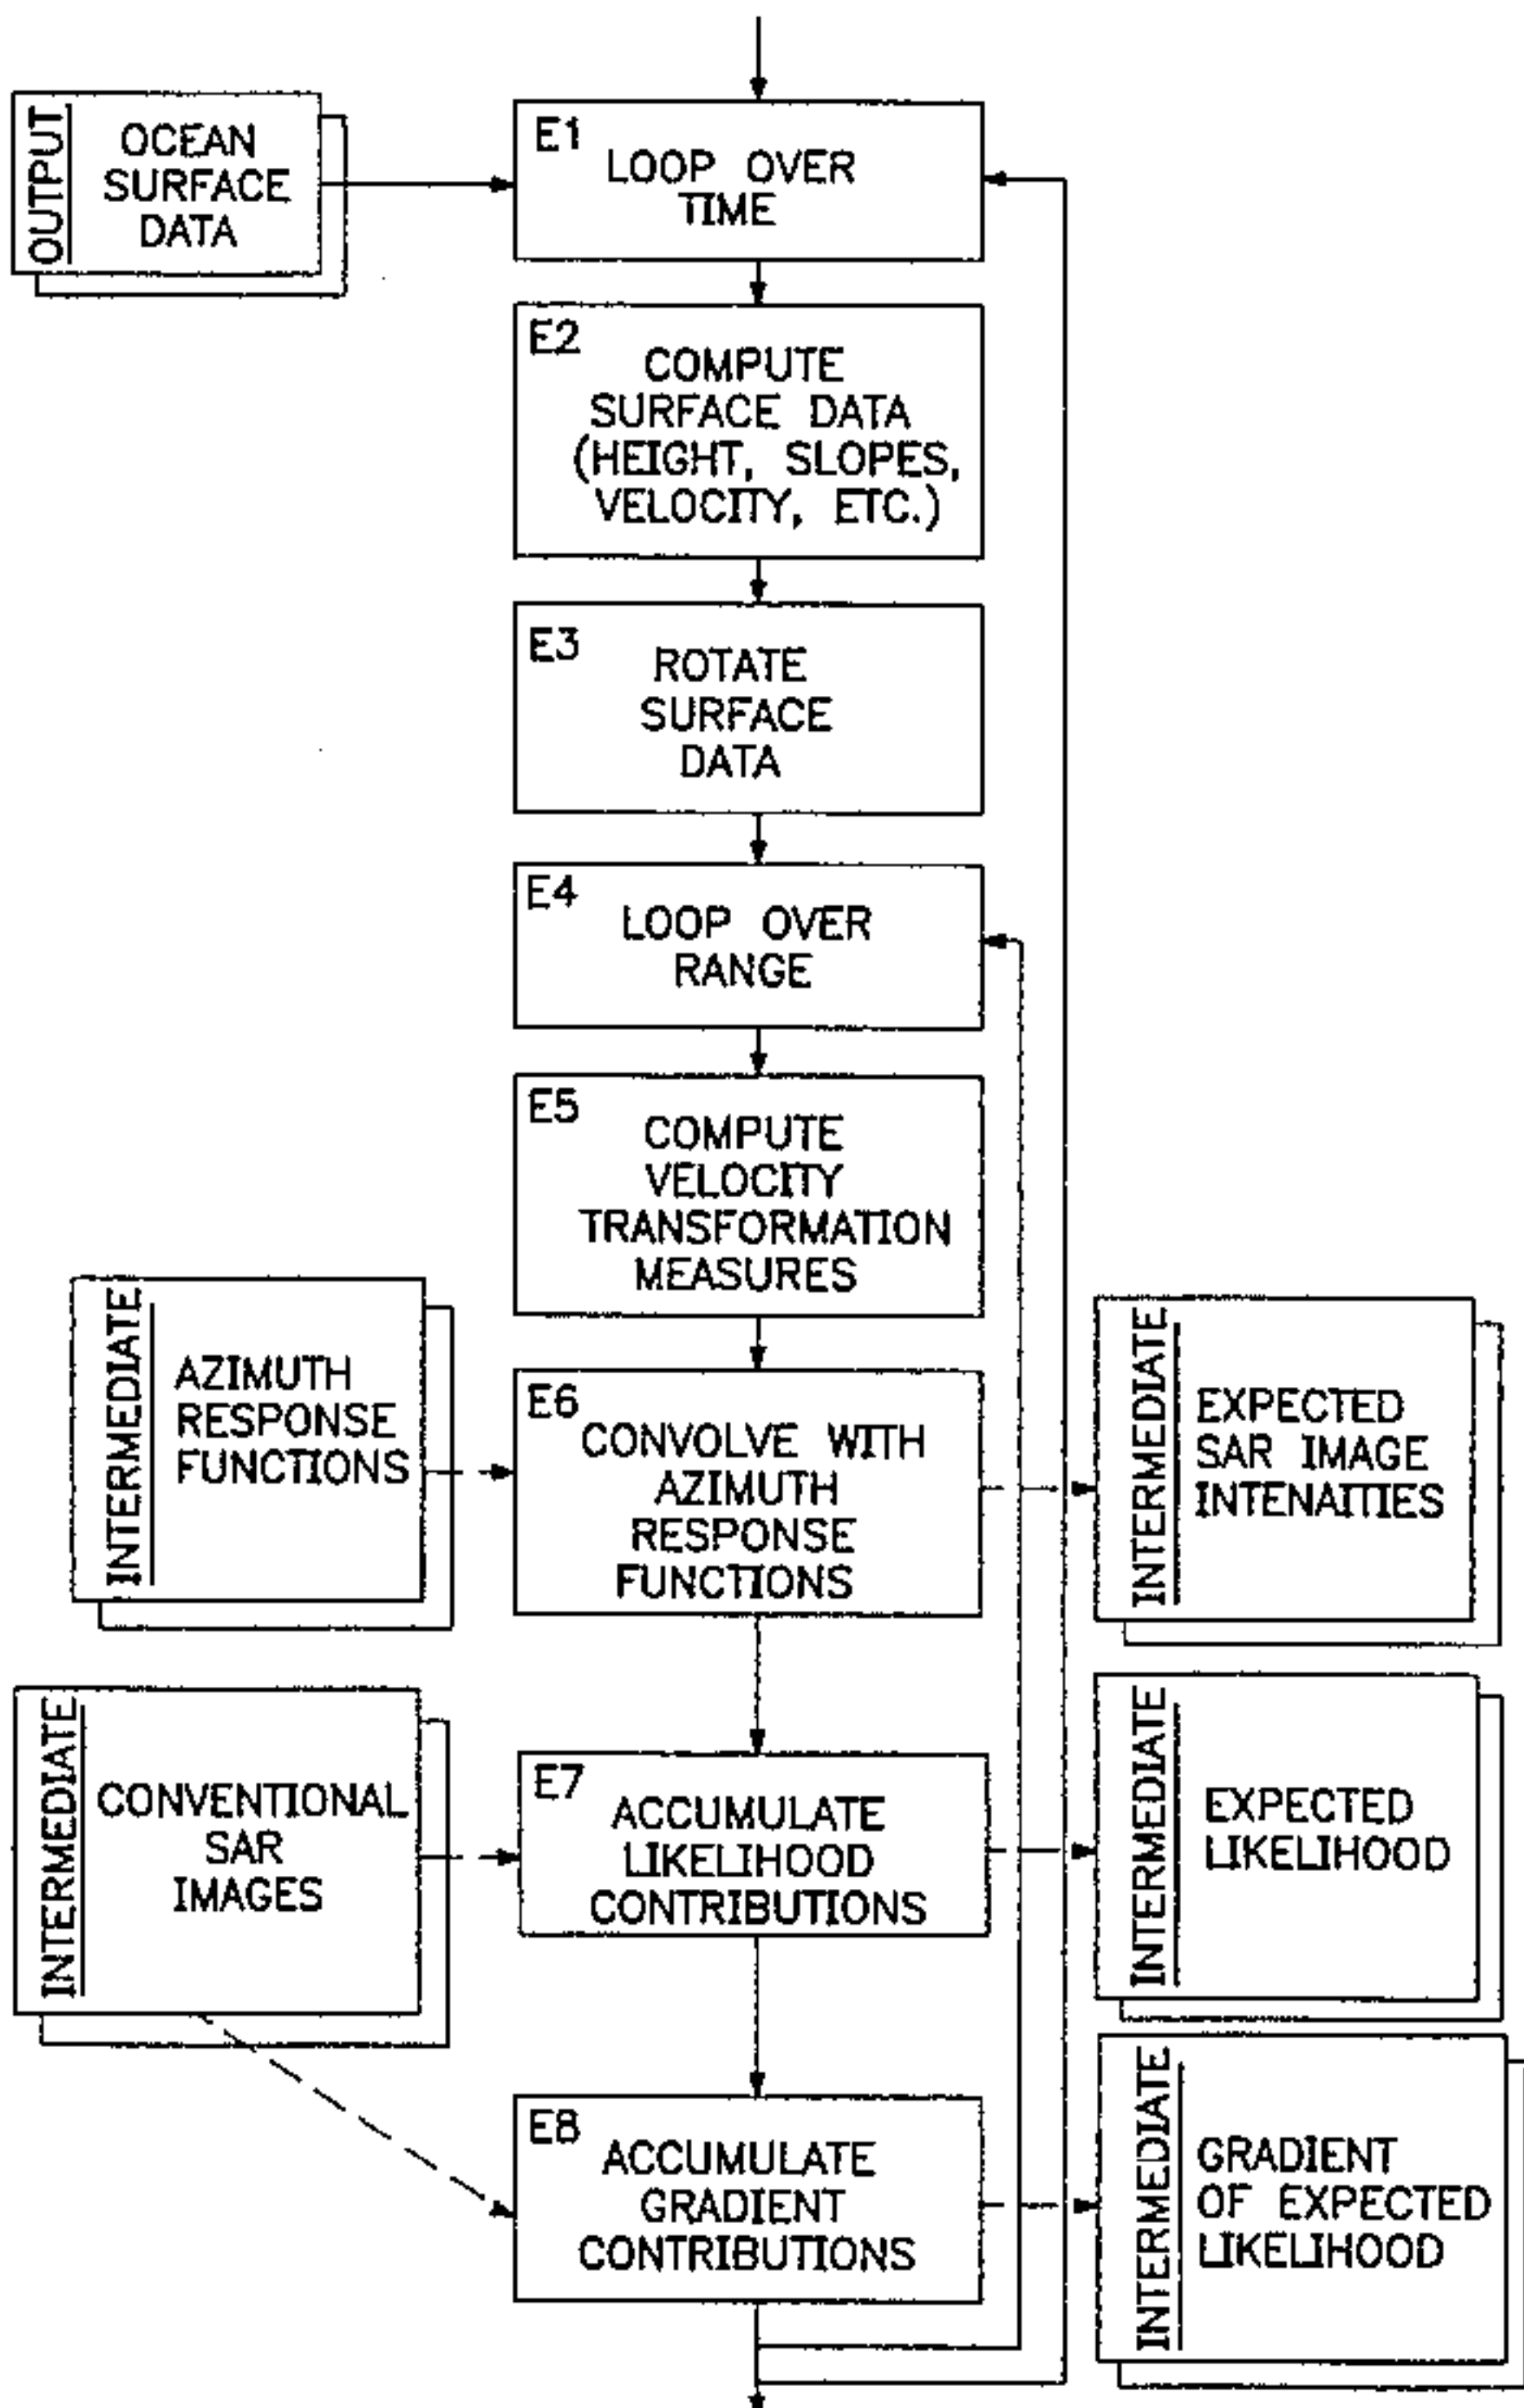 OUTPUT
OCEAN
SURFACE
DATA
E1
LOOP OVER
TIME
E2
COMPUTE
SURFACE DATA
(HEIGHT, SLOPES,
VELOCITY, ETC.)
E3
ROTATE
SURFACE
DATA
E4
LOOP OVER
RANGE
E5
COMPUTE
VELOCITY
TRANSFORMATION
MEASURES
INTERMEDIATE
AZIMUTH
RESPONSE
FUNCTIONS
E6
CONVOLVE WITH
AZIMUTH
RESPONSE
FUNCTIONS
INTERMEDIATE
EXPECTED
SAR IMAGE
INTENAITIES
INTERMEDIATE
CONVENTIONAL
SAR
IMAGES
E7
ACCUMULATE
LIKELIHOOD
CONTRIBUTIONS
INTERMEDIATE
EXPECTED
LIKELIHOOD
E8
ACCUMULATE
GRADIENT
CONTRIBUTIONS
INTERMEDIATE
GRADIENT
OF EXPECTED
LIKELIHOOD